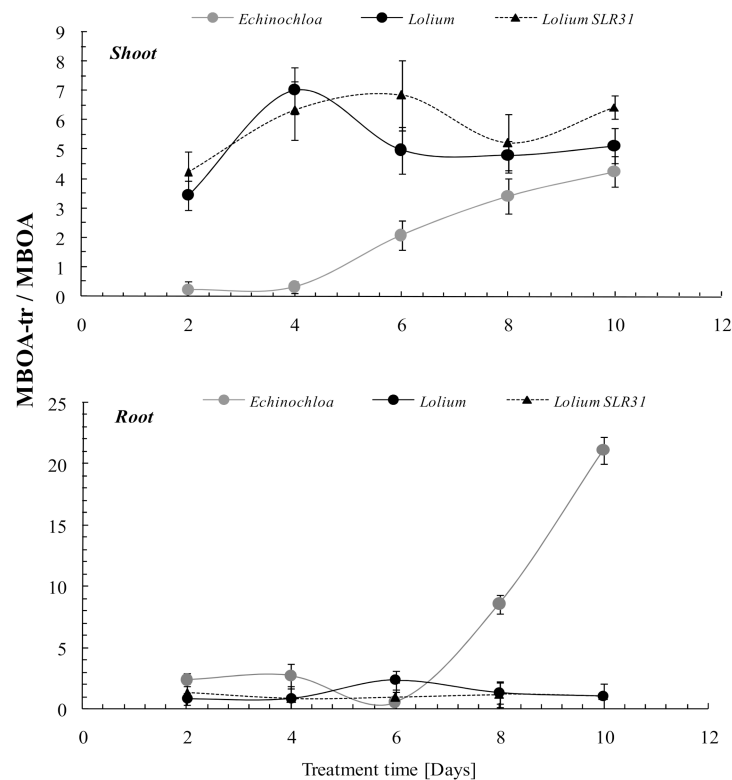 Echinochloa Lolium Lolium SLR31
Shoot
9
8
7
6
5
4
3
2
1
0
0 2 4 6 8 10 12
MBOA-tr / MBOA
Echinochloa Lolium Lolium SLR31
Root
25
20
15
10
5
0
0 2 4 6 8 10 12
Treatment time [Days]